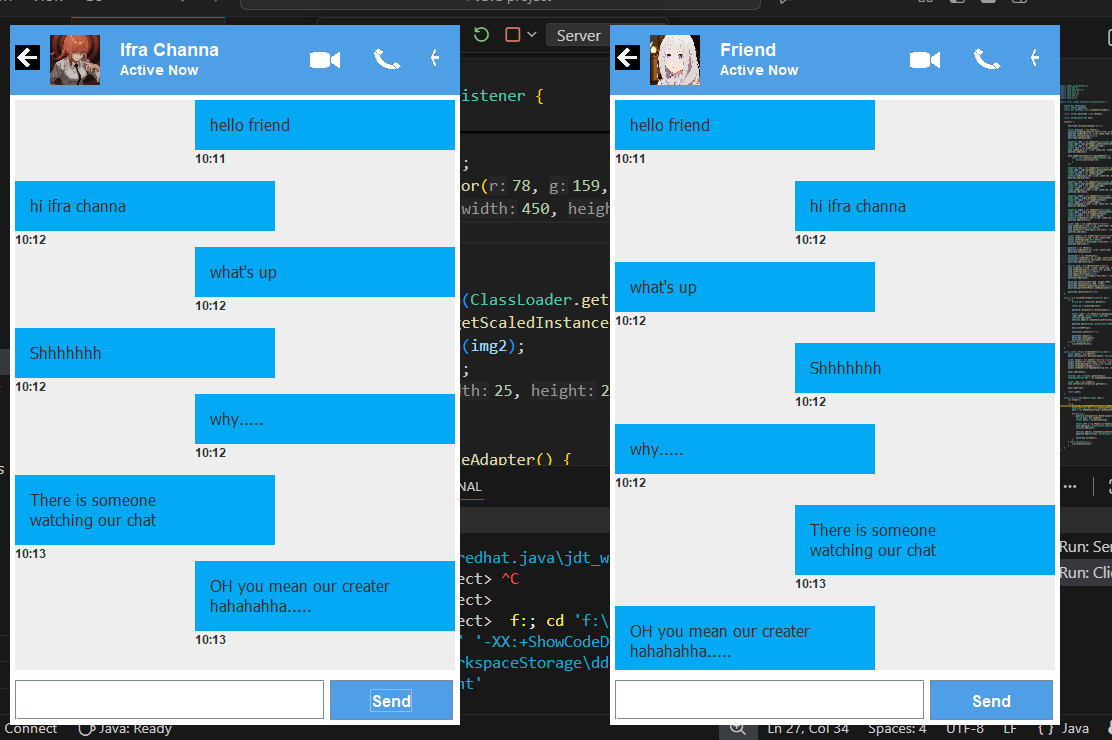 Server
Ifra Channa
Active Now
hello friend
10:11
hi ifra channa
10:12
what's up
10:12
Shhhhhhh
10:12
why.....
10:12
There is someone
watching our chat
10:13
OH you mean our creater
hahahahha.....
10:13
Send
istener {
;
or(r: 78, g: 159,
width: 450, heigh
(ClassLoader.get
getScaledInstance
(img2);
;
th: 25, height: 2
eAdapter() {
NAL
redhat.java\jdt_w
ect> ^C
ect>
ect> f:; cd 'f:\
' '-XX:+ShowCodeD
rkspaceStorage\dd
nt'
Friend
Active Now
hello friend
10:11
hi ifra channa
10:12
what's up
10:12
Shhhhhhh
10:12
why.....
10:12
There is someone
watching our chat
10:13
OH you mean our creater
hahahahha.....
Send
Run: Ser
Run: Clie
Connect
Java: Ready
Ln 27, Col 34
Spaces: 4
UTF-8
LF
{ } Java